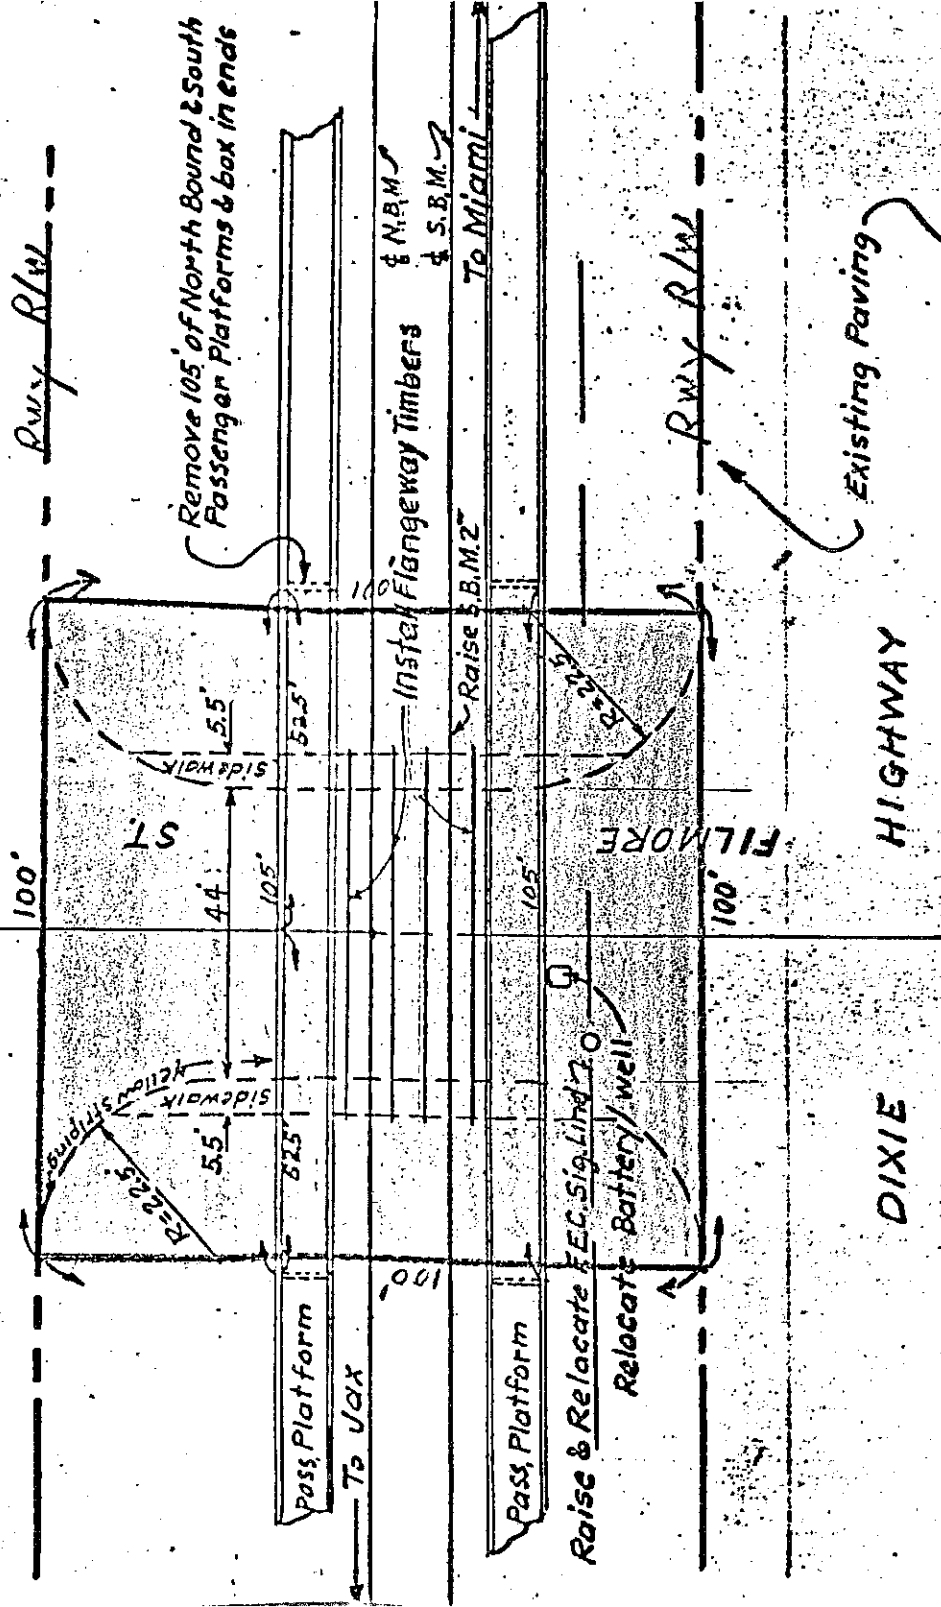 Rwy R/W
Remove 105' of North Bound & South
Passenger Platforms & box in ends
℄ N.B.M.
℄ S.B.M.
To Miami
Rwy R/W
Existing Paving
100'
Install Flangeway Timbers
Raise S.B.M. 2"
5.5'
52.5'
Sidewalk
R=22.5'
ST.
100'
44'
105'
105'
FILMORE
100'
HIGHWAY
Yellow Striping
Sidewalk
R=22.5'
5.5'
52.5'
100'
Pass. Platform
To Jax
Pass. Platform
Raise & Relocate F.E.C. Sig. Lind
Relocate Battery well
DIXIE